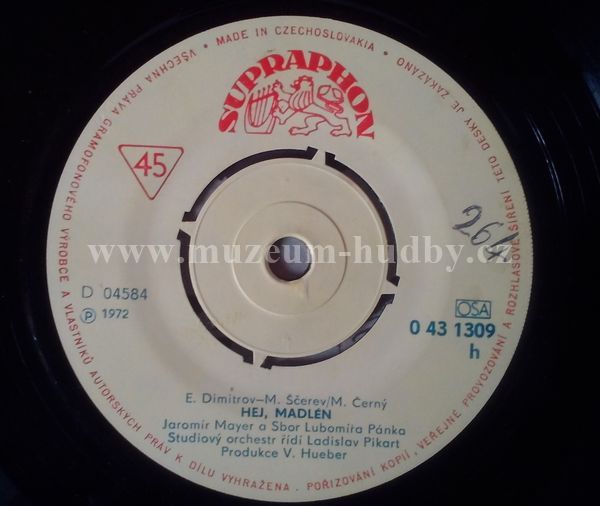 • MADE IN CZECHOSLOVAKIA •
VŠECHNA PRÁVA GRAMOFONOVÉHO VÝROBCE A VLASTNÍKŮ AUTORSKÝCH PRÁV K DÍLU VYHRAŽENA. POŘIZOVÁNÍ KOPIÍ, VEŘEJNÉ PROVOZOVÁNÍ A ROZHLASOVÉ ŠÍŘENÍ TÉTO DESKY JE ZAKÁZÁNO
SUPRAPHON
45
264
www.muzeum-hudby.cz
D 04584
Ⓟ 1972
OSA
0 43 1309
h
E. Dimitrov—M. Ščerev/M. Černý
HEJ, MADLÉN
Jaromír Mayer a Sbor Lubomíra Pánka
Studiový orchestr řídí Ladislav Pikart
Produkce V. Hueber